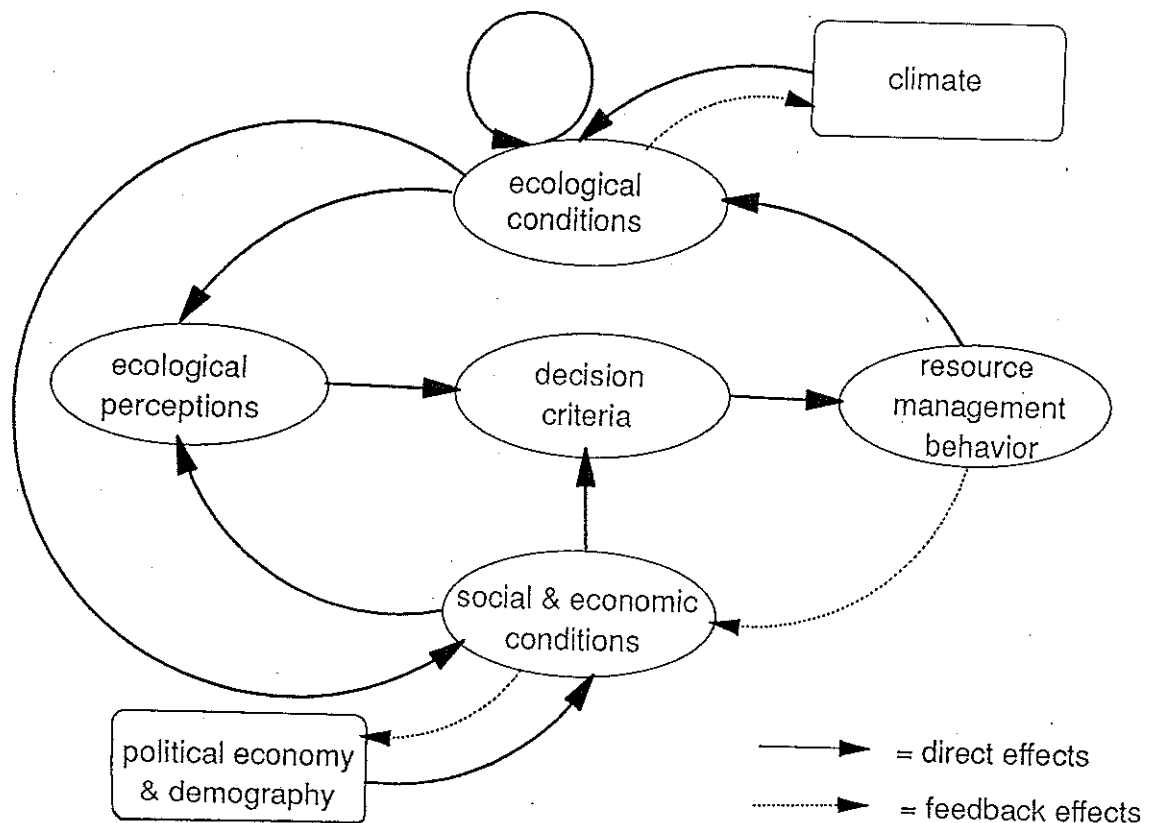 climate
ecological
conditions
ecological
perceptions
decision
criteria
resource
management
behavior
social & economic
conditions
political economy
& demography
= direct effects
= feedback effects